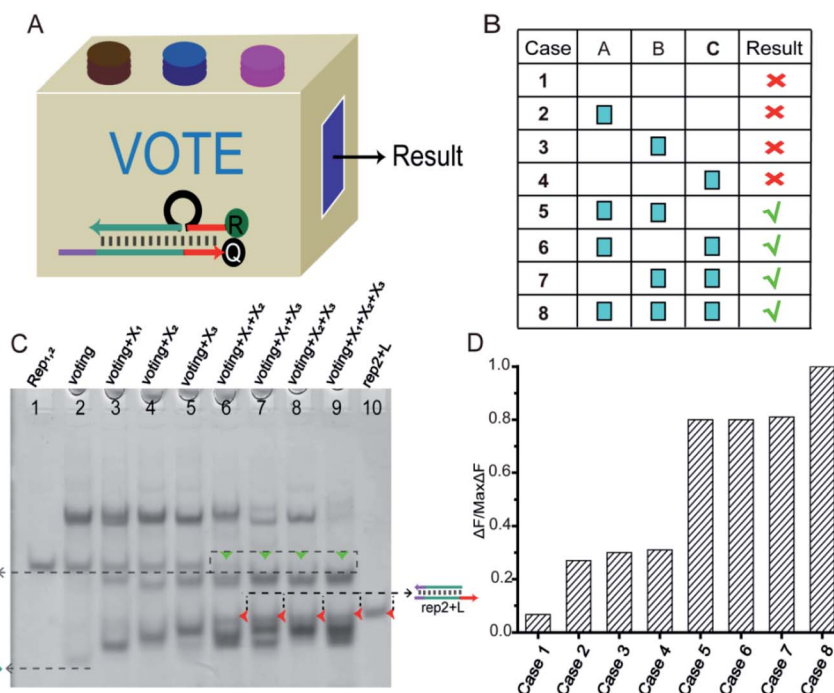 A
VOTE
Result
R
Q
B
Case A B C Result
1
2
3
4
5
6
7
8
C
Rep₁,₂
voting
voting+X₁
voting+X₂
voting+X₃
voting+X₁+X₂
voting+X₁+X₃
voting+X₂+X₃
voting+X₁+X₂+X₃
rep2+L
1 2 3 4 5 6 7 8 9 10
rep2+L
D
ΔF/MaxΔF
1.0
0.8
0.6
0.4
0.2
0.0
Case 1
Case 2
Case 3
Case 4
Case 5
Case 6
Case 7
Case 8